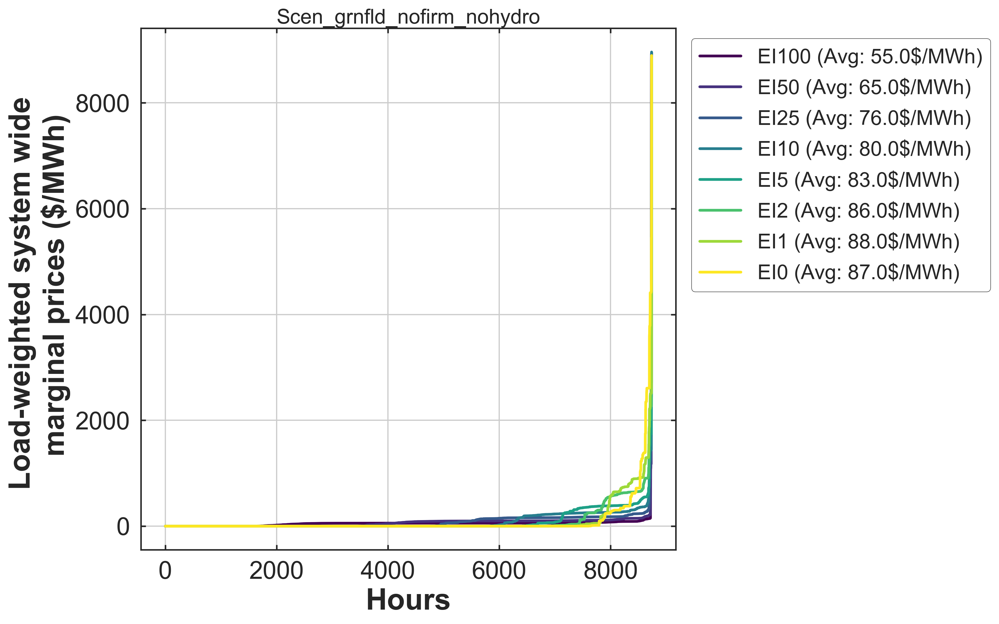 Scen_grnfld_nofirm_nohydro
Load-weighted system wide
marginal prices ($/MWh)
8000
6000
4000
2000
0
0 2000 4000 6000 8000
Hours
EI100 (Avg: 55.0$/MWh)
EI50 (Avg: 65.0$/MWh)
EI25 (Avg: 76.0$/MWh)
EI10 (Avg: 80.0$/MWh)
EI5 (Avg: 83.0$/MWh)
EI2 (Avg: 86.0$/MWh)
EI1 (Avg: 88.0$/MWh)
EI0 (Avg: 87.0$/MWh)